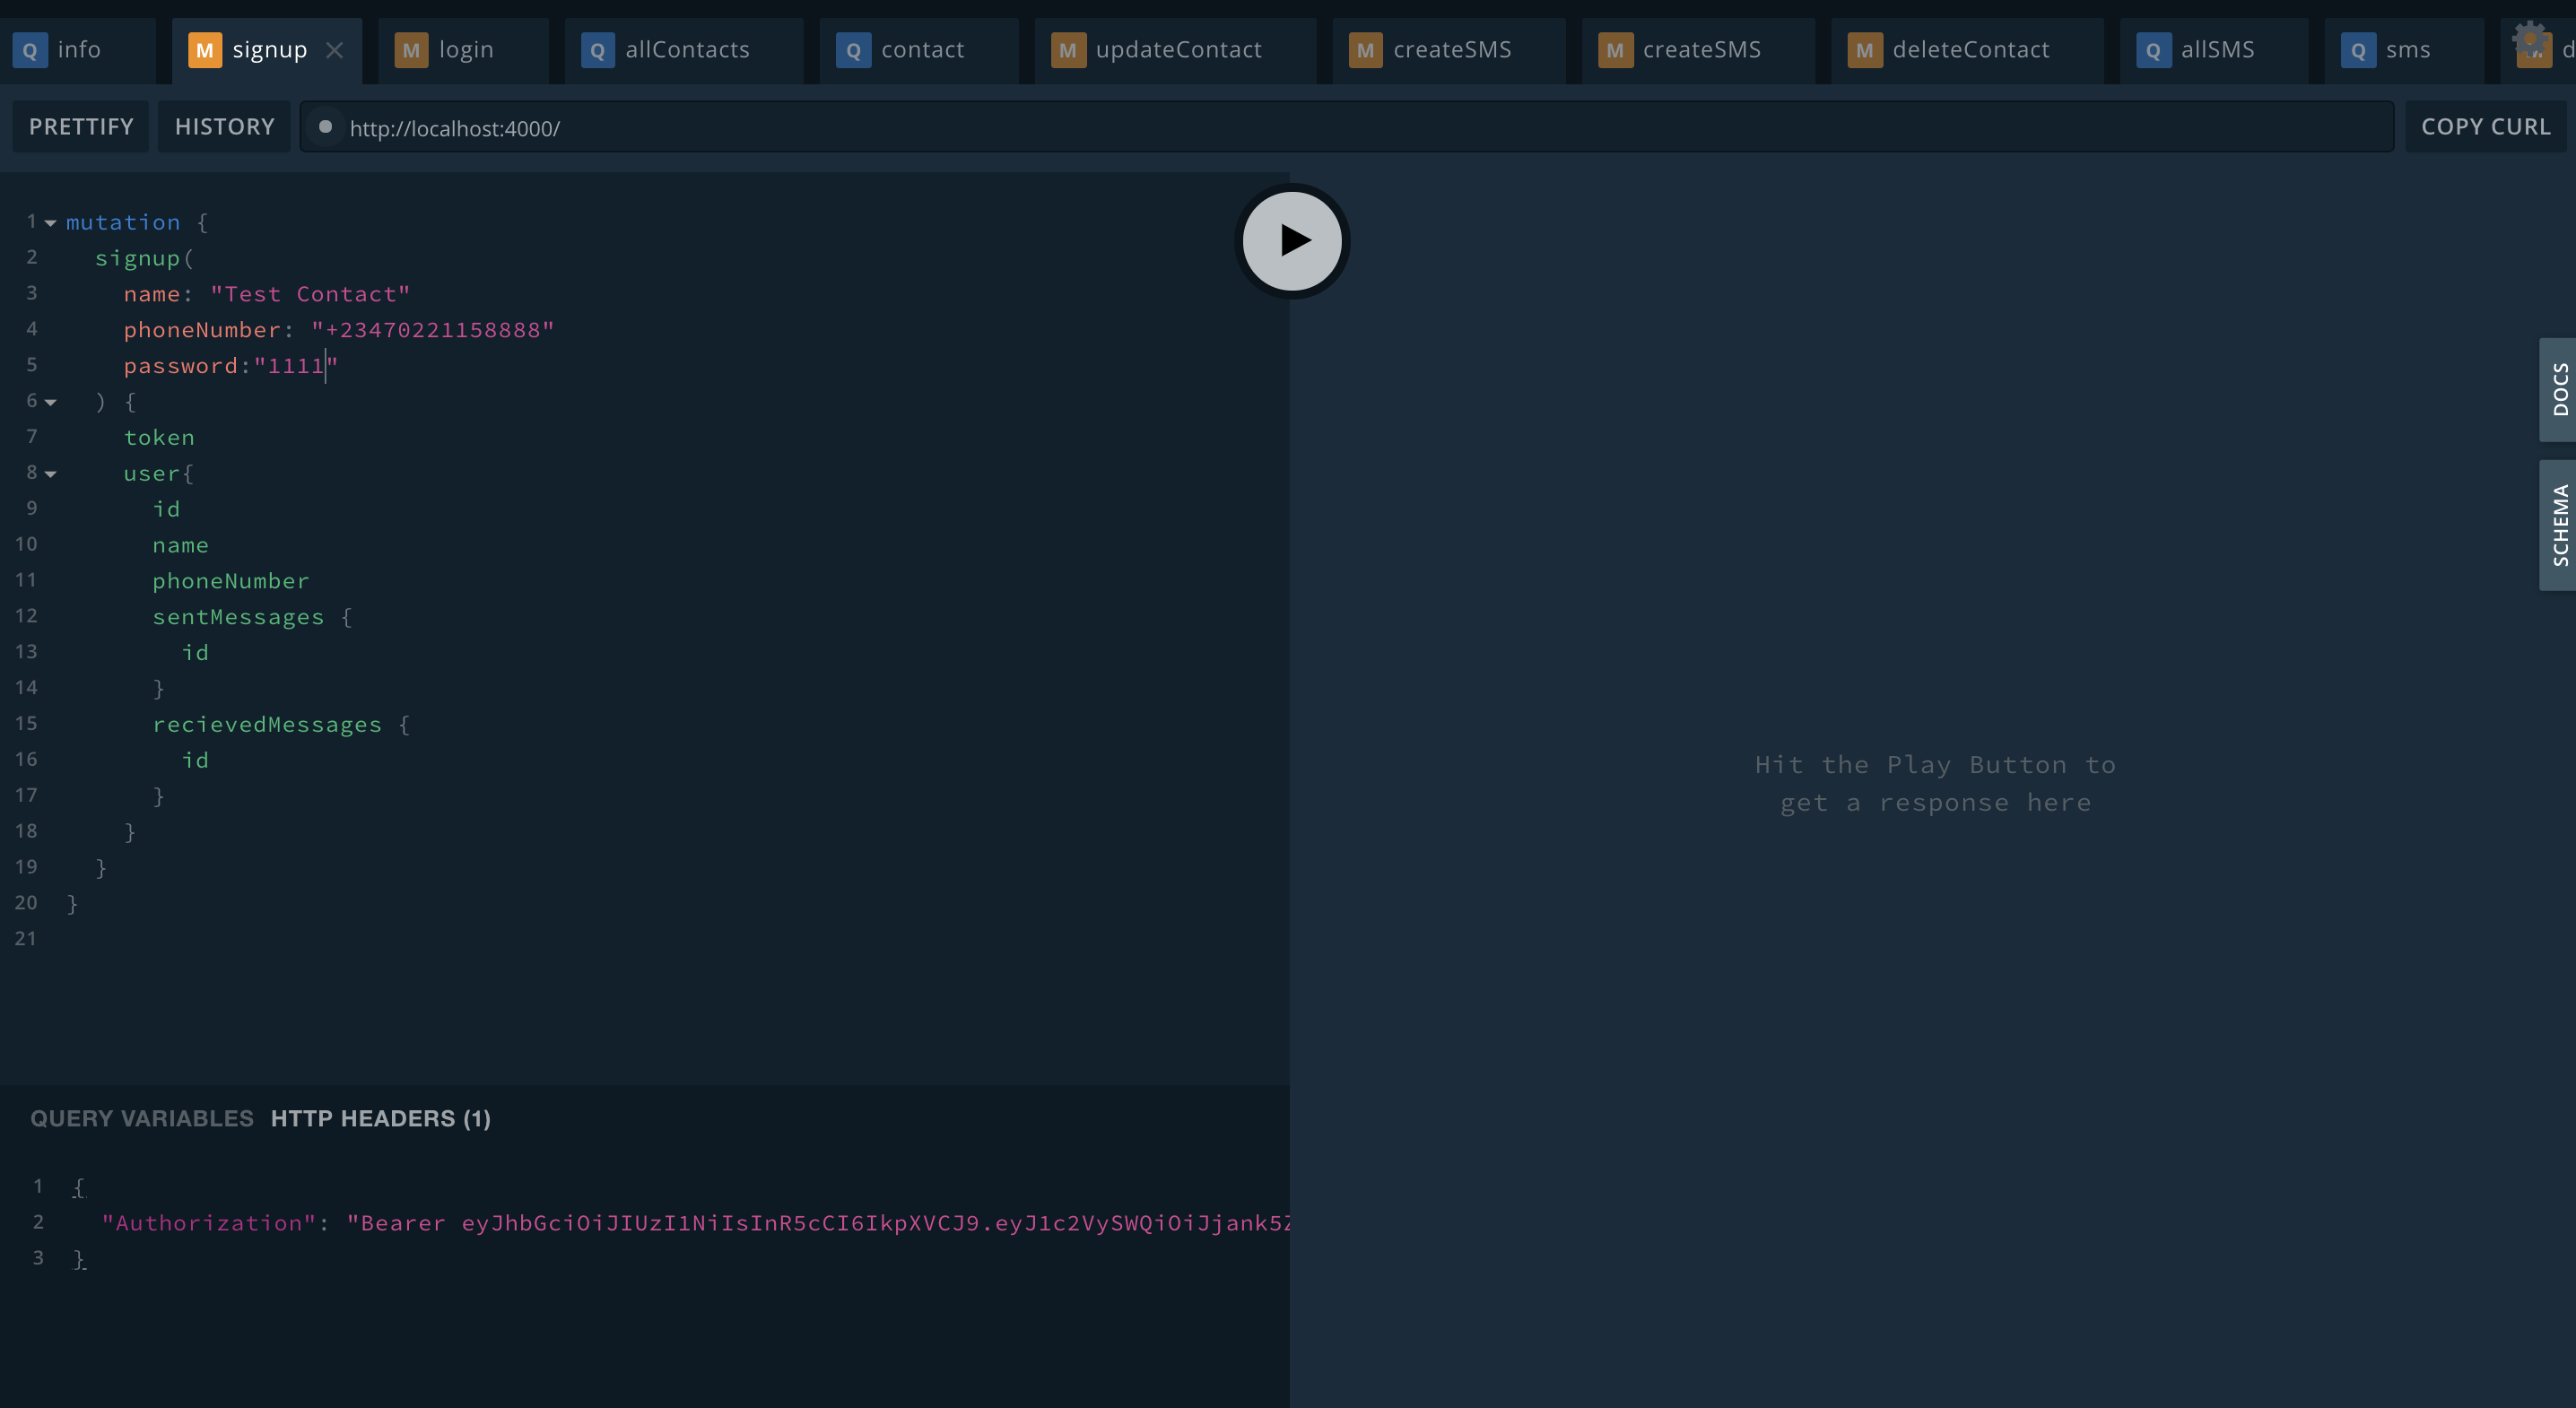 Q info M signup M login Q allContacts Q contact M updateContact M createSMS M createSMS M deleteContact Q allSMS Q sms d
PRETTIFY HISTORY http://localhost:4000/ COPY CURL
1 mutation {
2 signup(
3 name: "Test Contact"
4 phoneNumber: "+23470221158888"
5 password:"1111"
6 ) {
7 token
8 user{
9 id
10 name
11 phoneNumber
12 sentMessages {
13 id
14 }
15 recievedMessages {
16 id
17 }
18 }
19 }
20 }
21
Hit the Play Button to
get a response here
DOCS
SCHEMA
QUERY VARIABLES HTTP HEADERS (1)
1 {
2 "Authorization": "Bearer eyJhbGciOiJIUzI1NiIsInR5cCI6IkpXVCJ9.eyJ1c2VySWQiOiJjank5Z
3 }